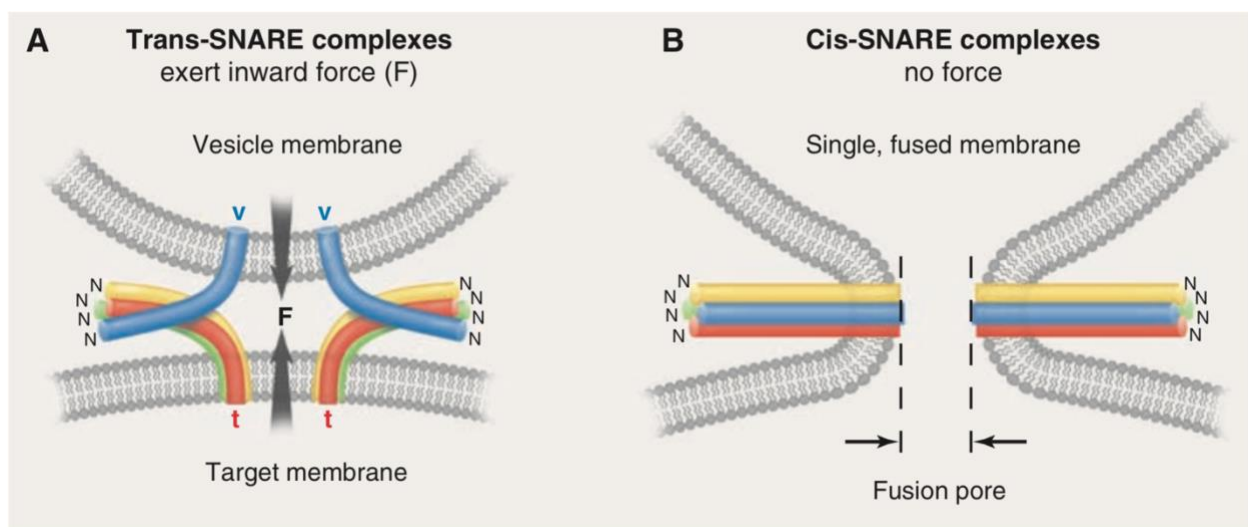 A
Trans-SNARE complexes
exert inward force (F)
Vesicle membrane
v
v
N
N
N
N
F
N
N
N
N
t
t
Target membrane
B
Cis-SNARE complexes
no force
Single, fused membrane
N
N
N
N
N
N
N
N
Fusion pore